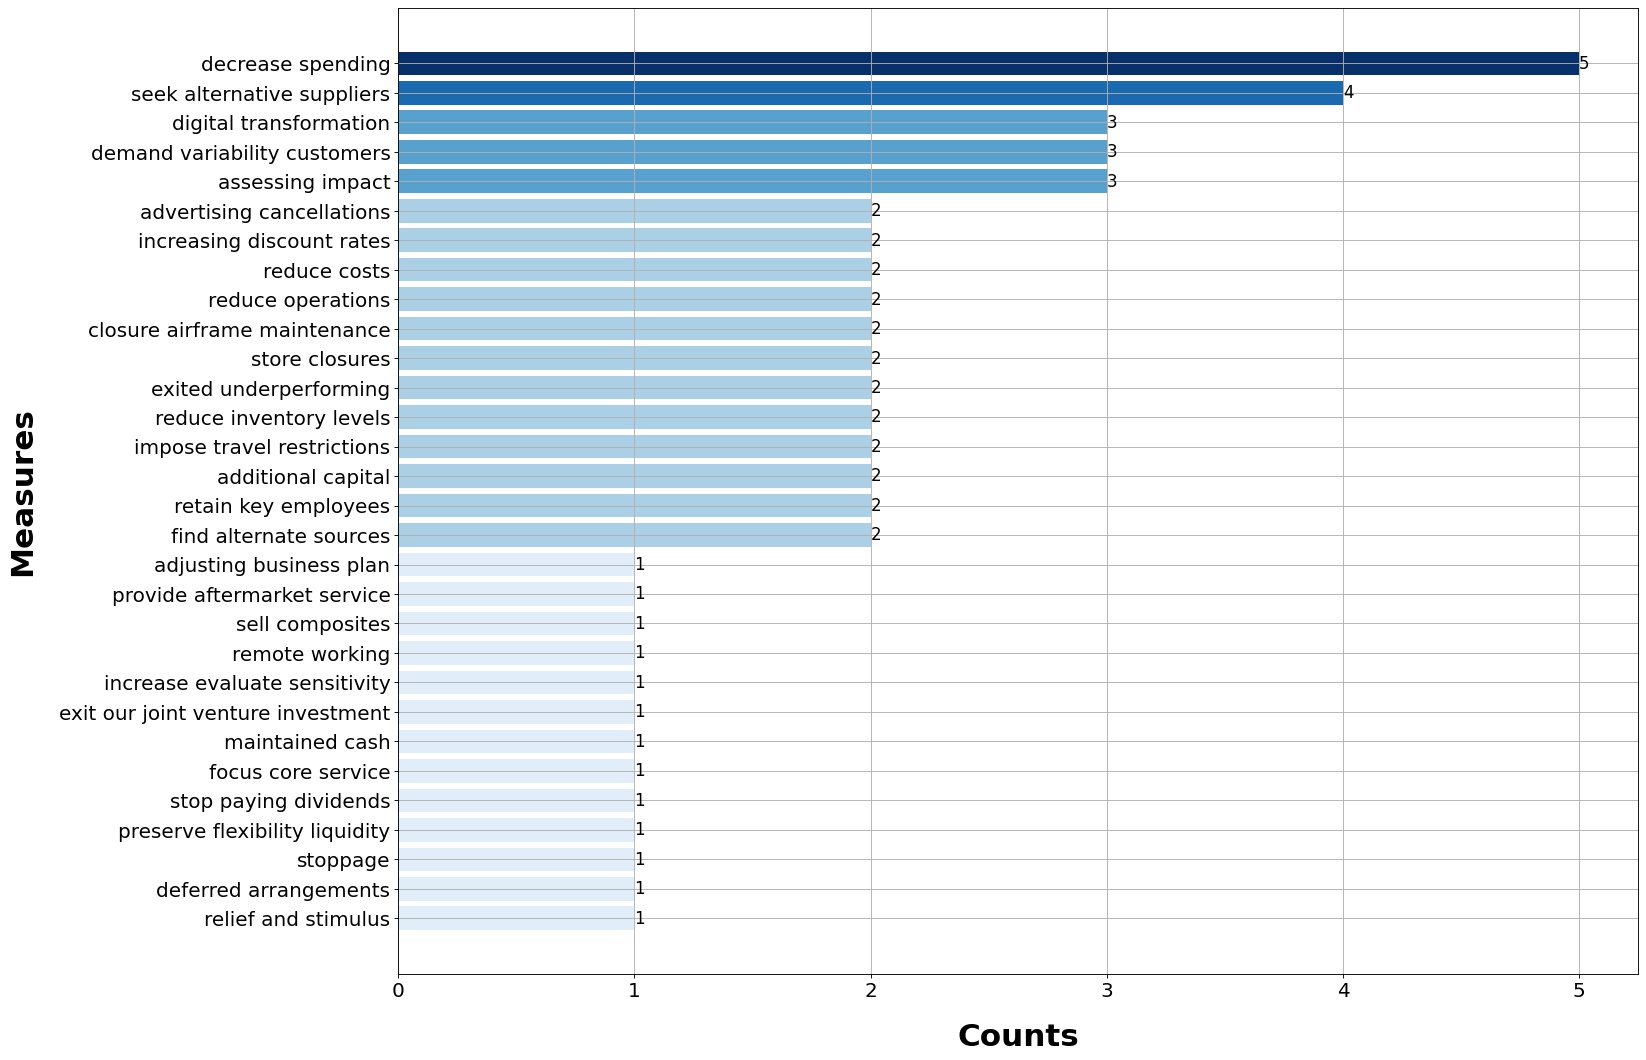 decrease spending 5
seek alternative suppliers 4
digital transformation 3
demand variability customers 3
assessing impact 3
advertising cancellations 2
increasing discount rates 2
reduce costs 2
reduce operations 2
closure airframe maintenance 2
store closures 2
exited underperforming 2
reduce inventory levels 2
impose travel restrictions 2
additional capital 2
retain key employees 2
find alternate sources 2
adjusting business plan 1
provide aftermarket service 1
sell composites 1
remote working 1
increase evaluate sensitivity 1
exit our joint venture investment 1
maintained cash 1
focus core service 1
stop paying dividends 1
preserve flexibility liquidity 1
stoppage 1
deferred arrangements 1
relief and stimulus 1
Measures
0 1 2 3 4 5
Counts